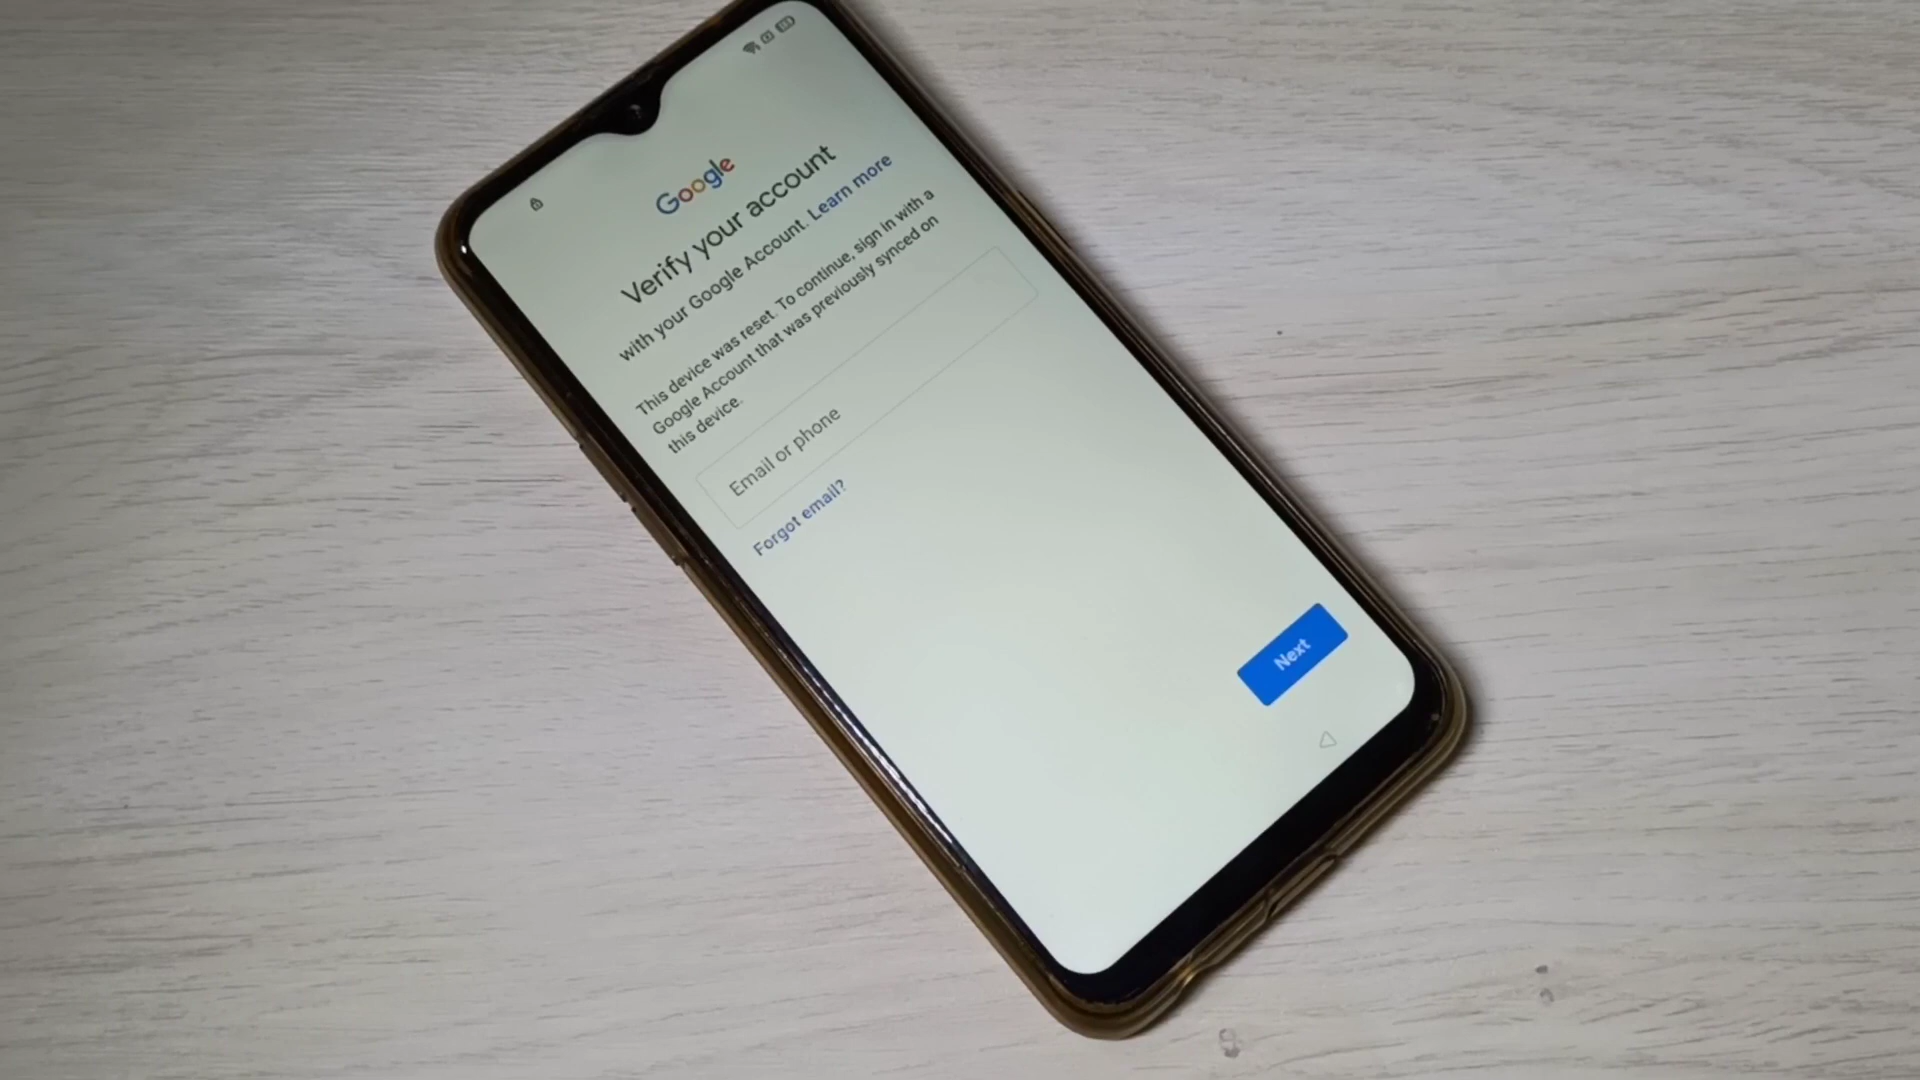 Google
Verify your account
with your Google Account. Learn more
This device was reset. To continue, sign in with a
Google Account that was previously synced on
this device.
Email or phone
Forgot email?
Next